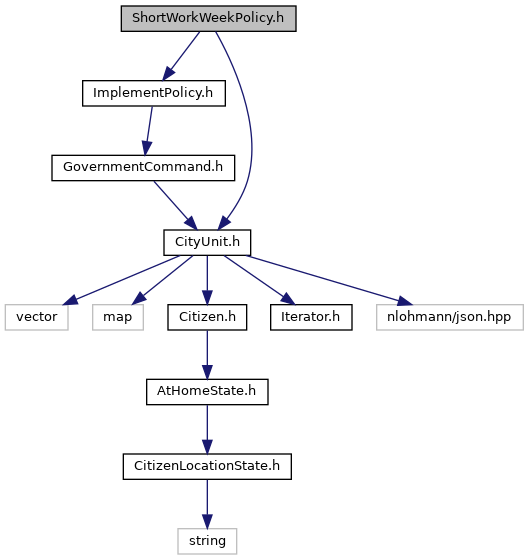 ShortWorkWeekPolicy.h
ImplementPolicy.h
GovernmentCommand.h
CityUnit.h
vector
map
Citizen.h
Iterator.h
nlohmann/json.hpp
AtHomeState.h
CitizenLocationState.h
string